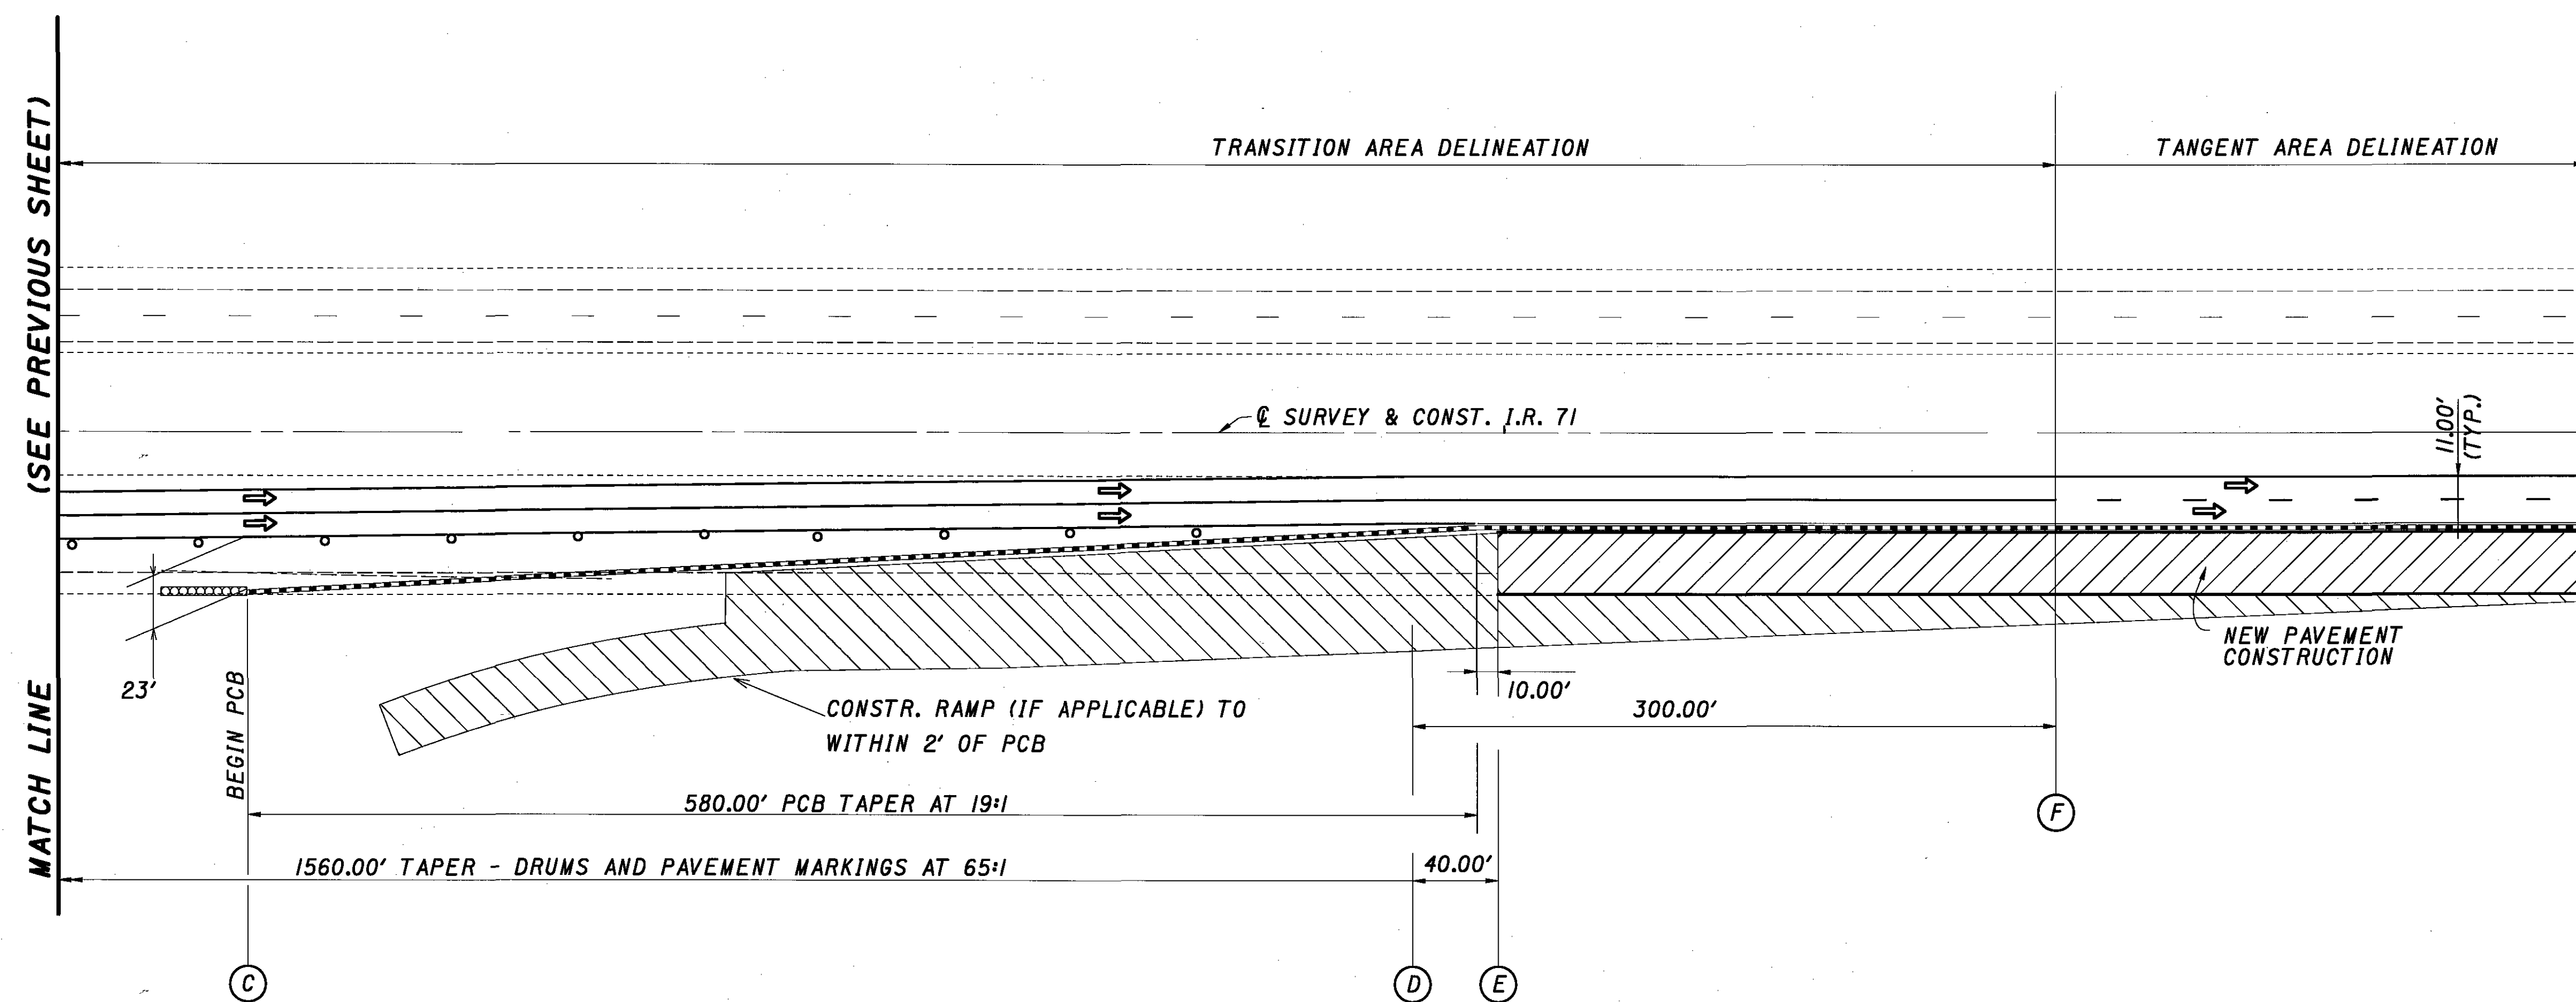 MATCH LINE (SEE PREVIOUS SHEET)
TRANSITION AREA DELINEATION
TANGENT AREA DELINEATION
℄ SURVEY & CONST. I.R. 71
11.00'
(TYP.)
23'
BEGIN PCB
CONSTR. RAMP (IF APPLICABLE) TO
WITHIN 2' OF PCB
NEW PAVEMENT
CONSTRUCTION
10.00'
300.00'
580.00' PCB TAPER AT 19:1
1560.00' TAPER - DRUMS AND PAVEMENT MARKINGS AT 65:1
40.00'
F
C
D
E